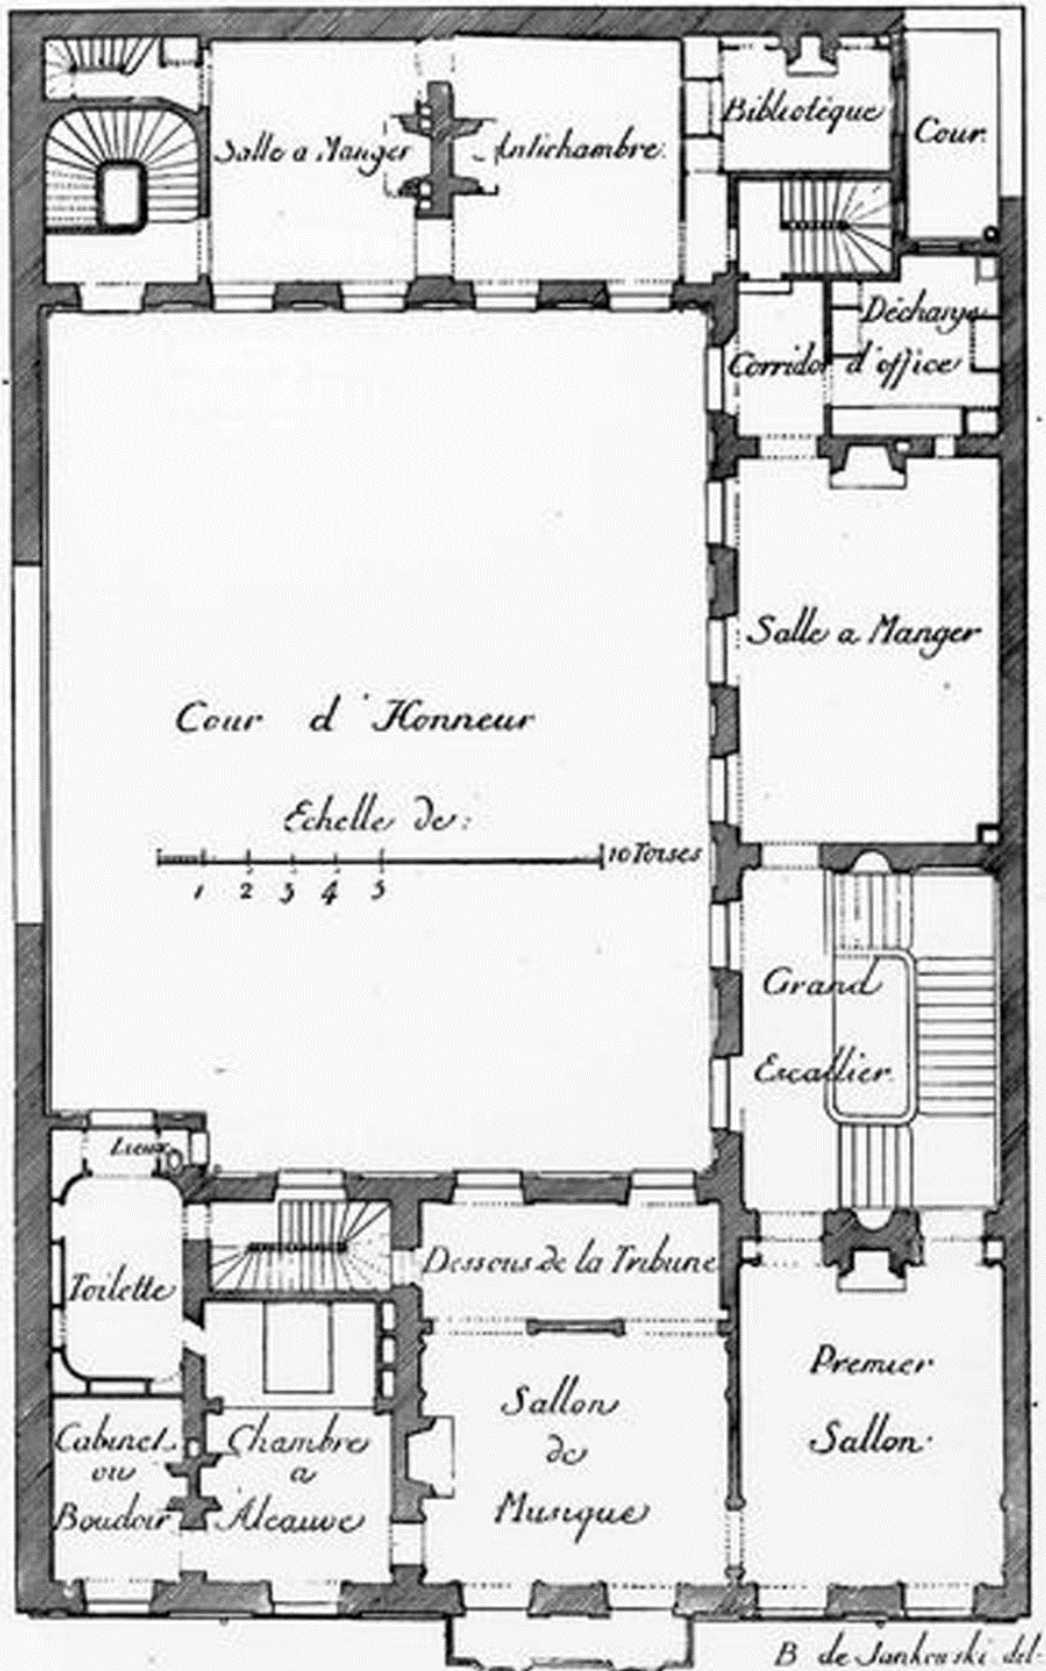 Salle a Manger
Antichambre
Bibliotèque
Cour.
Décharge
Corridor d'office
Salle a Manger
Cour d'Honneur
Echelle de:
10 Toises
1 2 3 4 5
Grand
Escallier
Lieux
Toilette
Dessous de la Tribune
Premier
Sallon
Sallon
de
Musique
Cabinet
ou
Boudoir
Chambre
a
Alcauve
B de Jankowski del.